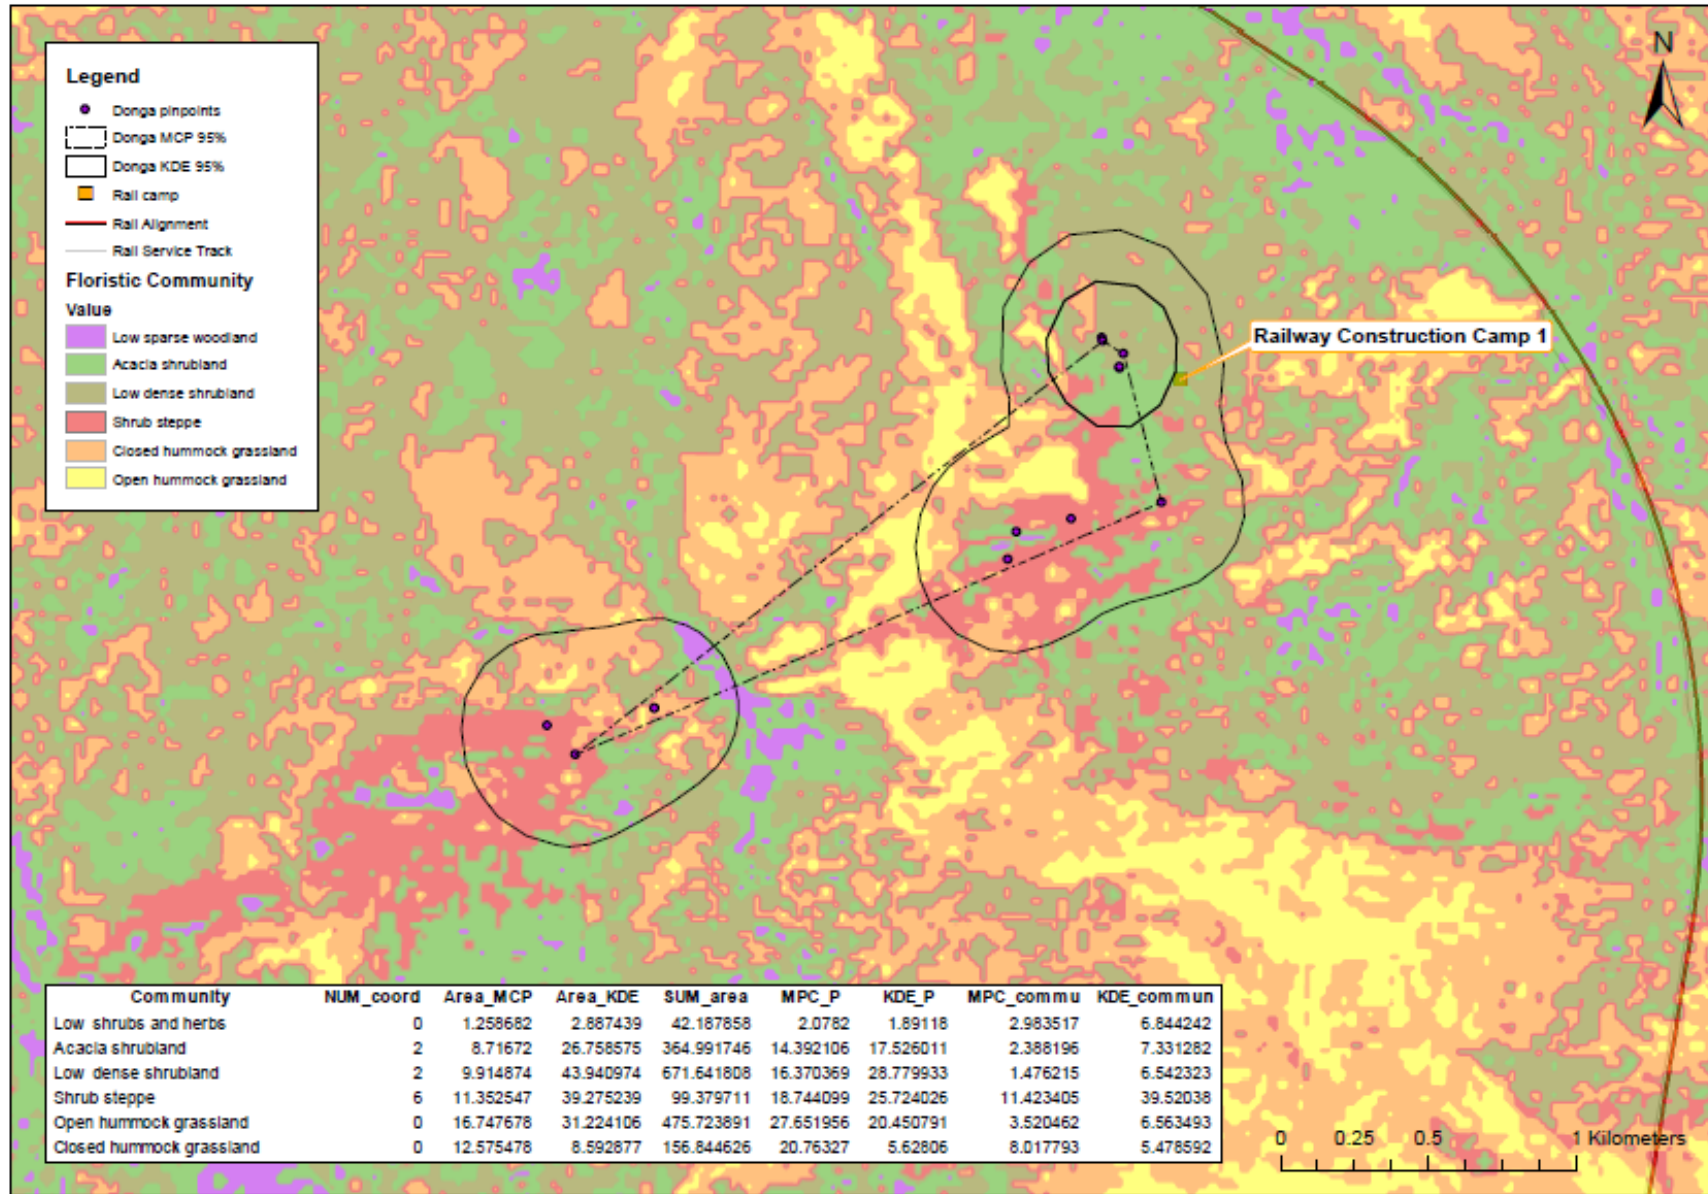 N
Legend
Donga pinpoints
Donga MCP 95%
Donga KDE 95%
Rail camp
Rail Alignment
Rail Service Track
Floristic Community
Value
Low sparse woodland
Acacia shrubland
Low dense shrubland
Shrub steppe
Closed hummock grassland
Open hummock grassland
Railway Construction Camp 1
Community NUM_coord Area_MCP Area_KDE SUM_area MPC_P KDE_P MPC_commu KDE_commun
Low shrubs and herbs 0 1.258682 2.887439 42.187858 2.0782 1.89118 2.983517 6.844242
Acacia shrubland 2 8.71672 26.758575 364.991746 14.392106 17.526011 2.388196 7.331282
Low dense shrubland 2 9.914874 43.940974 671.641808 16.370369 28.779933 1.476215 6.542323
Shrub steppe 6 11.352547 39.275239 99.379711 18.744099 25.724026 11.423405 39.52038
Open hummock grassland 0 16.747678 31.224106 475.723891 27.651956 20.450791 3.520462 6.563493
Closed hummock grassland 0 12.575478 8.592877 156.844626 20.76327 5.62806 8.017793 5.478592
0 0.25 0.5 1 Kilometers